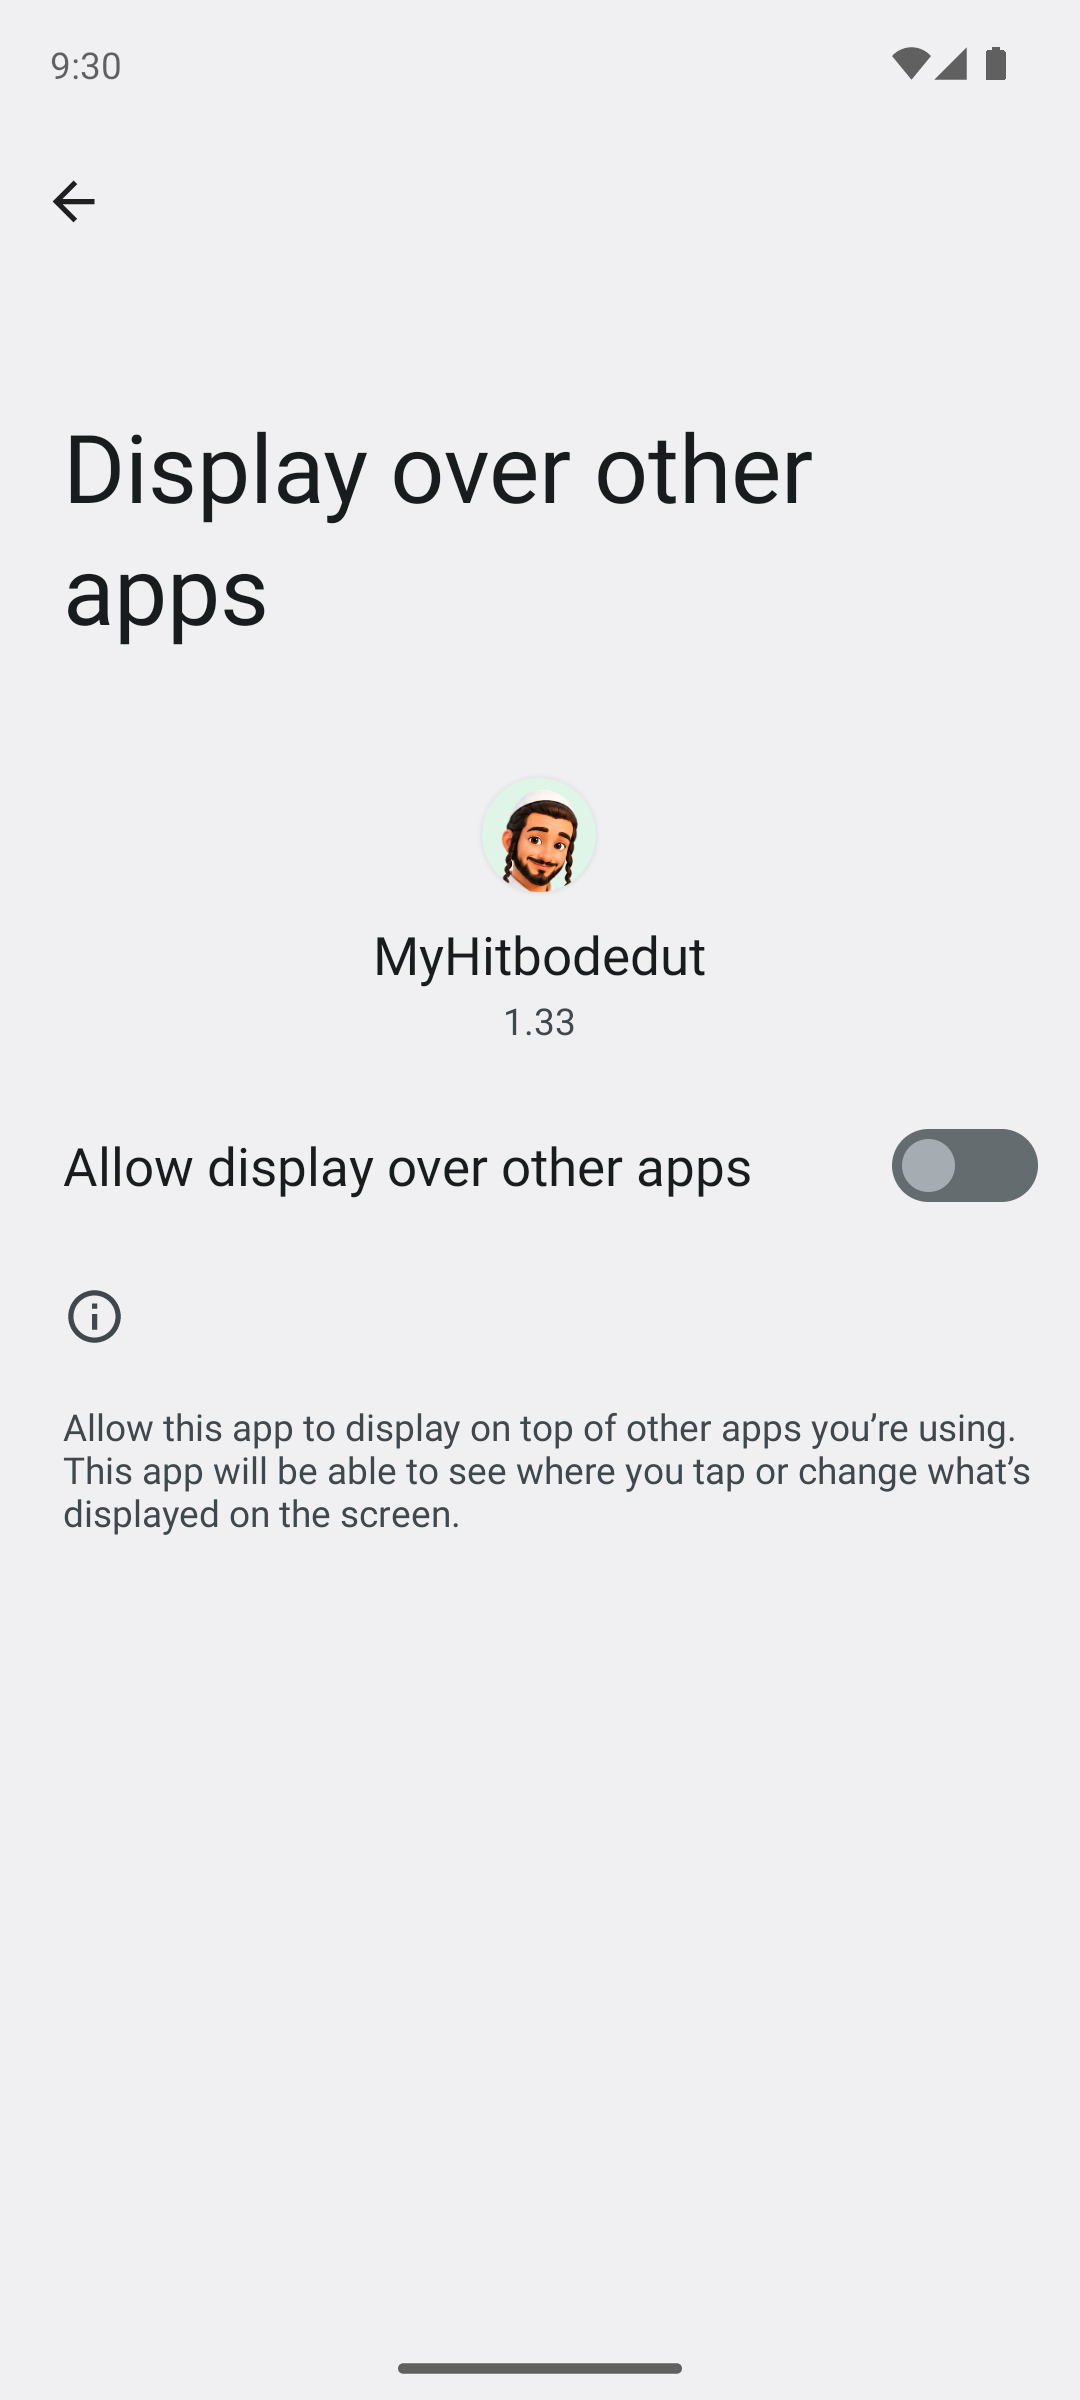 9:30
Display over other
apps
MyHitbodedut
1.33
Allow display over other apps
Allow this app to display on top of other apps you’re using.
This app will be able to see where you tap or change what’s
displayed on the screen.